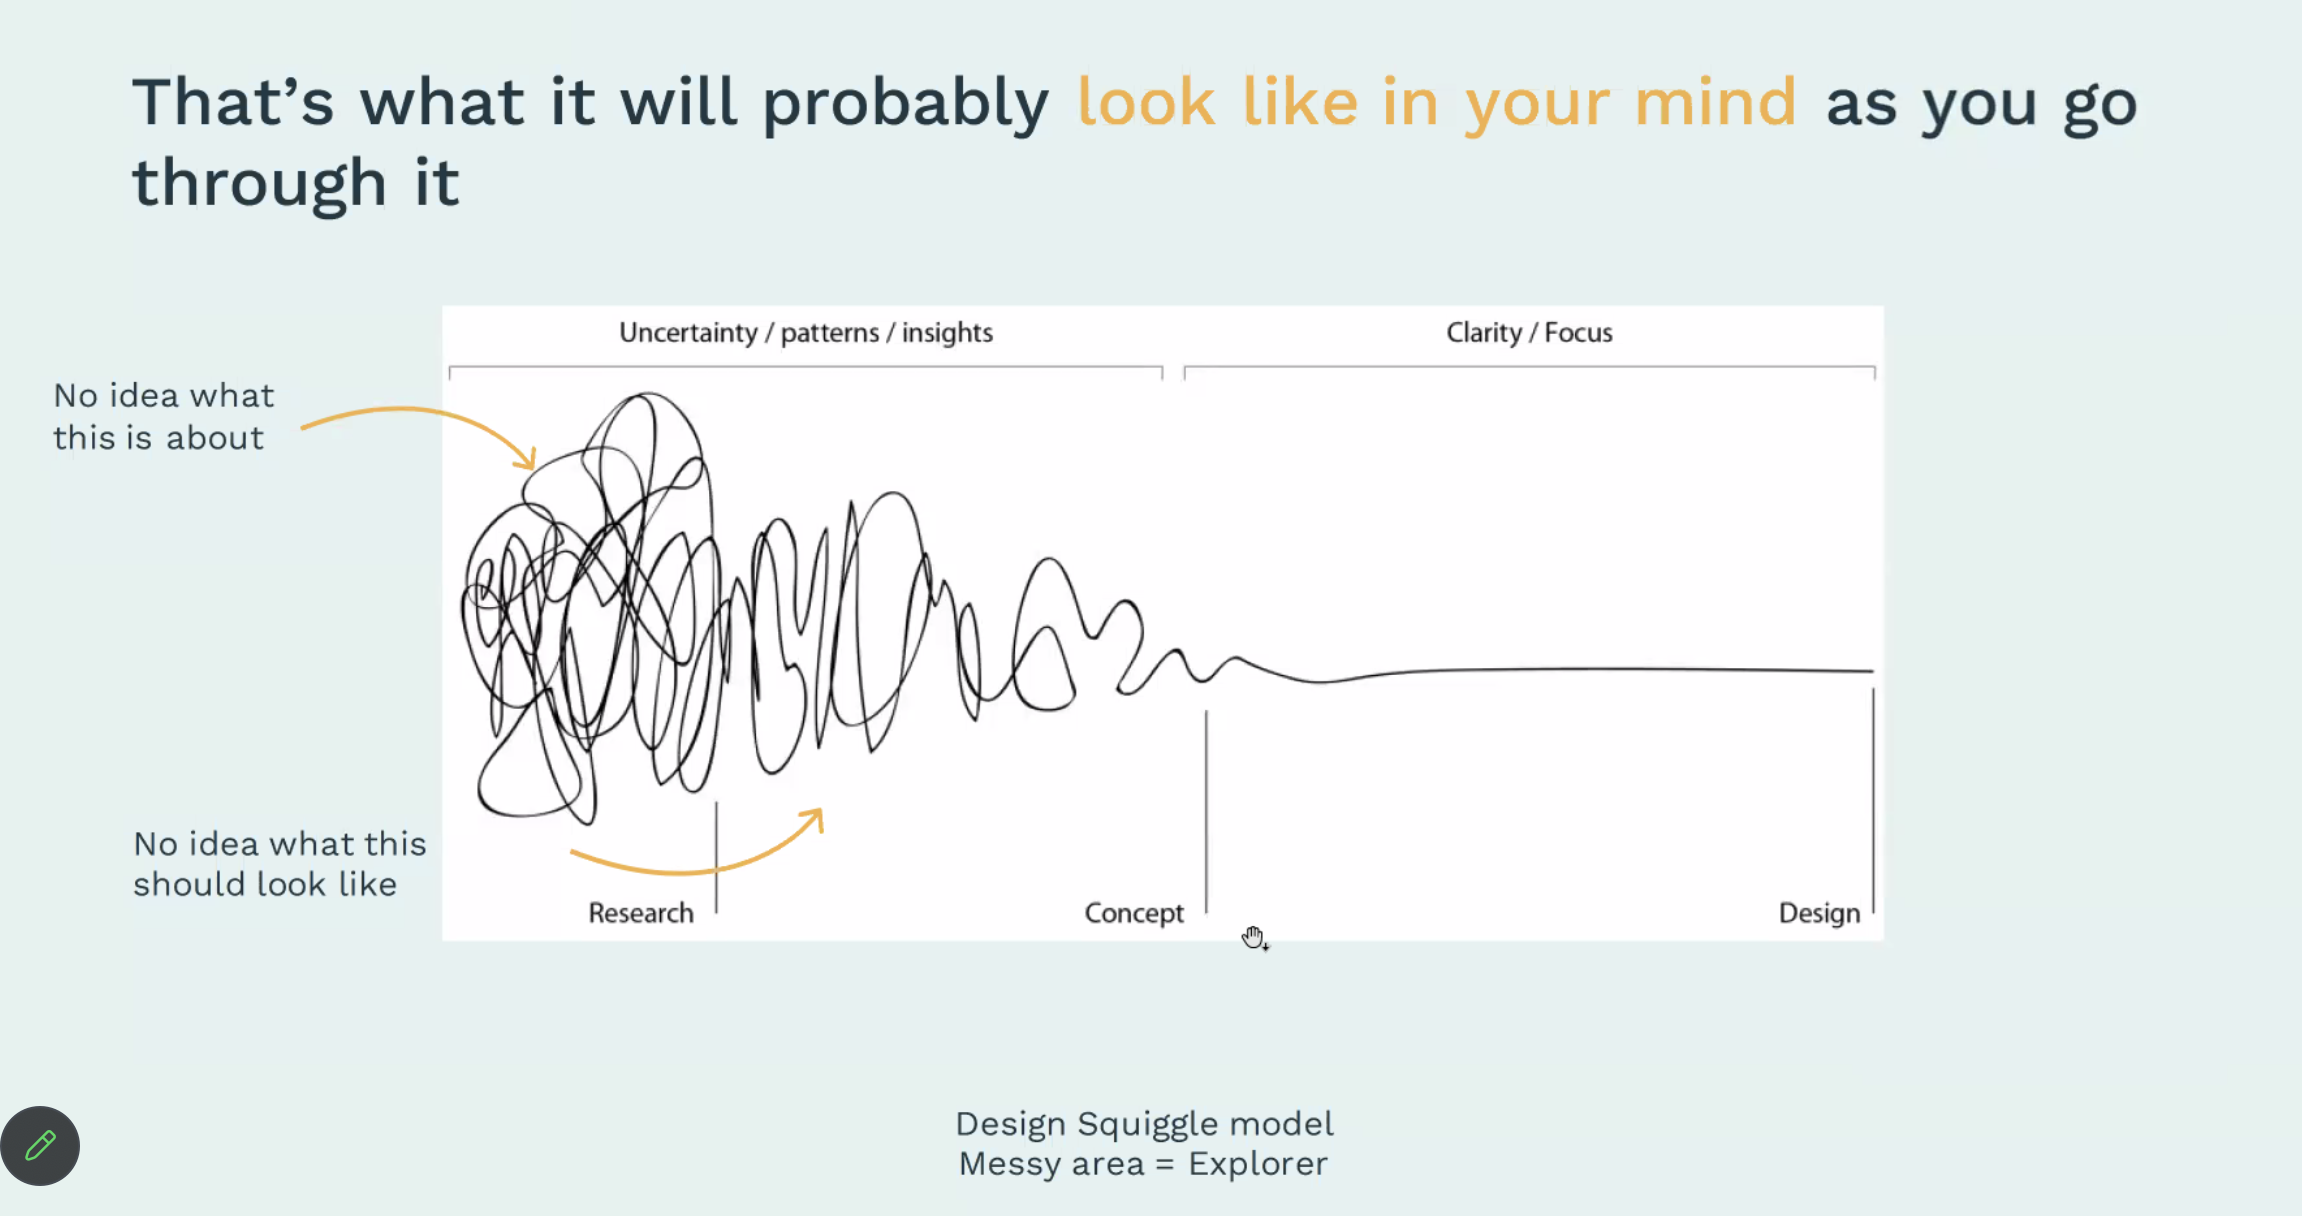 That’s what it will probably look like in your mind as you go
through it
Uncertainty / patterns / insights
Clarity / Focus
No idea what
this is about
No idea what this
should look like
Research
Concept
Design
Design Squiggle model
Messy area = Explorer